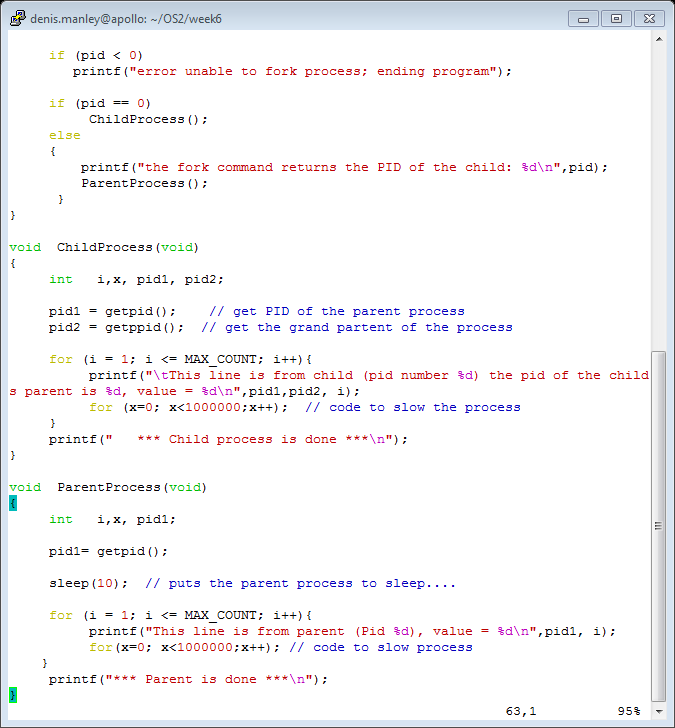 denis.manley@apollo: ~/OS2/week6
if (pid < 0)
printf("error unable to fork process; ending program");
if (pid == 0)
ChildProcess();
else
{
printf("the fork command returns the PID of the child: %d\n",pid);
ParentProcess();
}
}
void  ChildProcess(void)
{
int   i,x, pid1, pid2;
pid1 = getpid();    // get PID of the parent process
pid2 = getppid();  // get the grand partent of the process
for (i = 1; i <= MAX_COUNT; i++){
printf("\tThis line is from child (pid number %d) the pid of the child
s parent is %d, value = %d\n",pid1,pid2, i);
for (x=0; x<1000000;x++);  // code to slow the process
}
printf("   *** Child process is done ***\n");
}
void  ParentProcess(void)
{
int   i,x, pid1;
pid1= getpid();
sleep(10);  // puts the parent process to sleep....
for (i = 1; i <= MAX_COUNT; i++){
printf("This line is from parent (Pid %d), value = %d\n",pid1, i);
for(x=0; x<1000000;x++); // code to slow process
}
printf("*** Parent is done ***\n");
}
63,1          95%